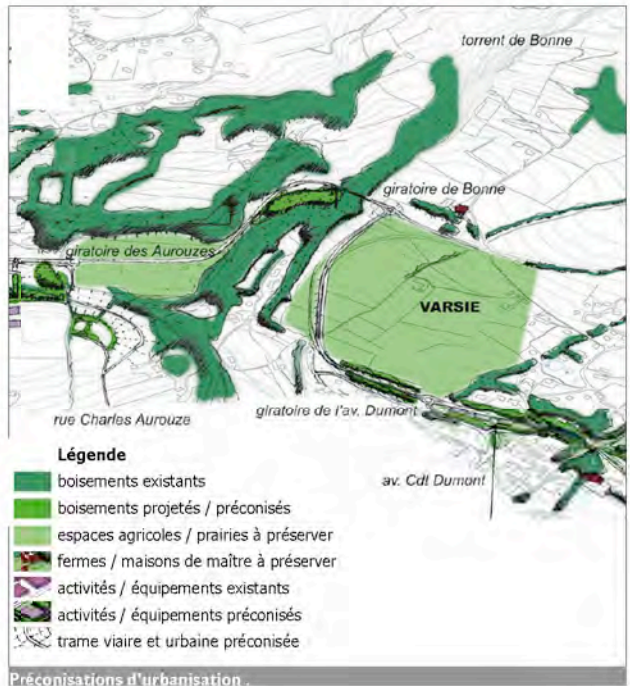 torrent de Bonne
giratoire de Bonne
giratoire des Aurouzes
VARSIE
giratoire de l'av. Dumont
rue Charles Aurouze
av. Cdt Dumont
Légende
boisements existants
boisements projetés / préconisés
espaces agricoles / prairies à préserver
fermes / maisons de maître à préserver
activités / équipements existants
activités / équipements préconisés
trame viaire et urbaine préconisée
Préconisations d'urbanisation .